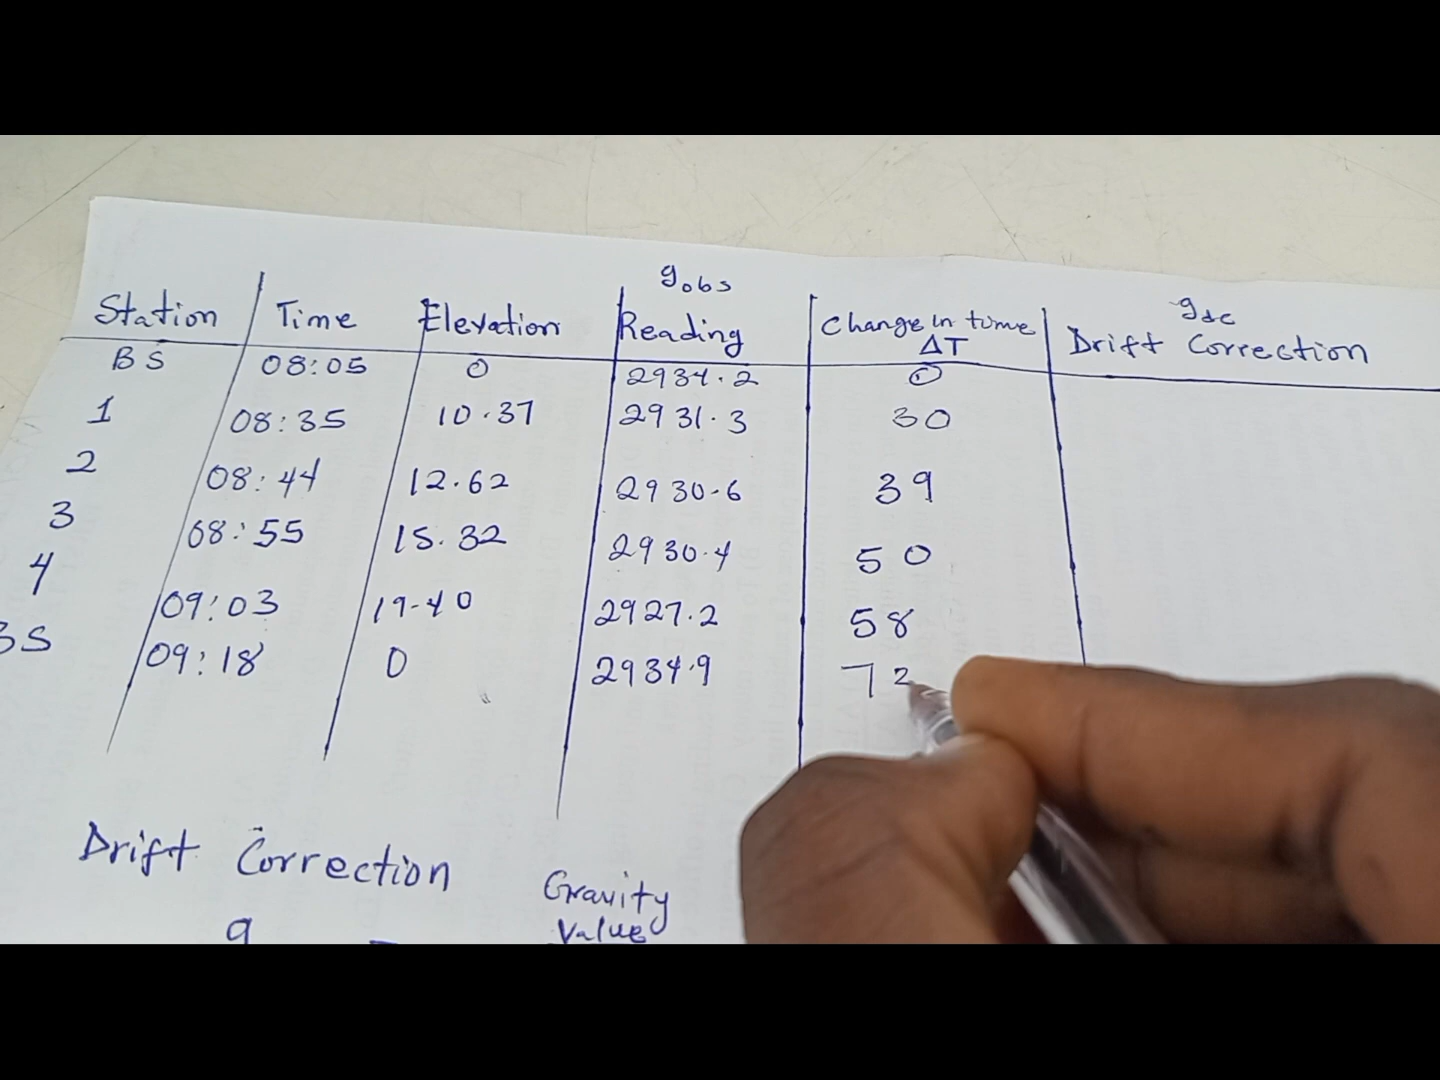 gobs
gdc
Station Time Elevation Reading Change in time ΔT Drift Correction
BS 08:05 0 2934.2 0
1 08:35 10.37 2931.3 30
2 08:44 12.62 2930.6 39
3 08:55 15.32 2930.4 50
4 09:03 19.40 2927.2 58
BS 09:18 0 2934.9 7
Drift Correction
Gravity
Value
g